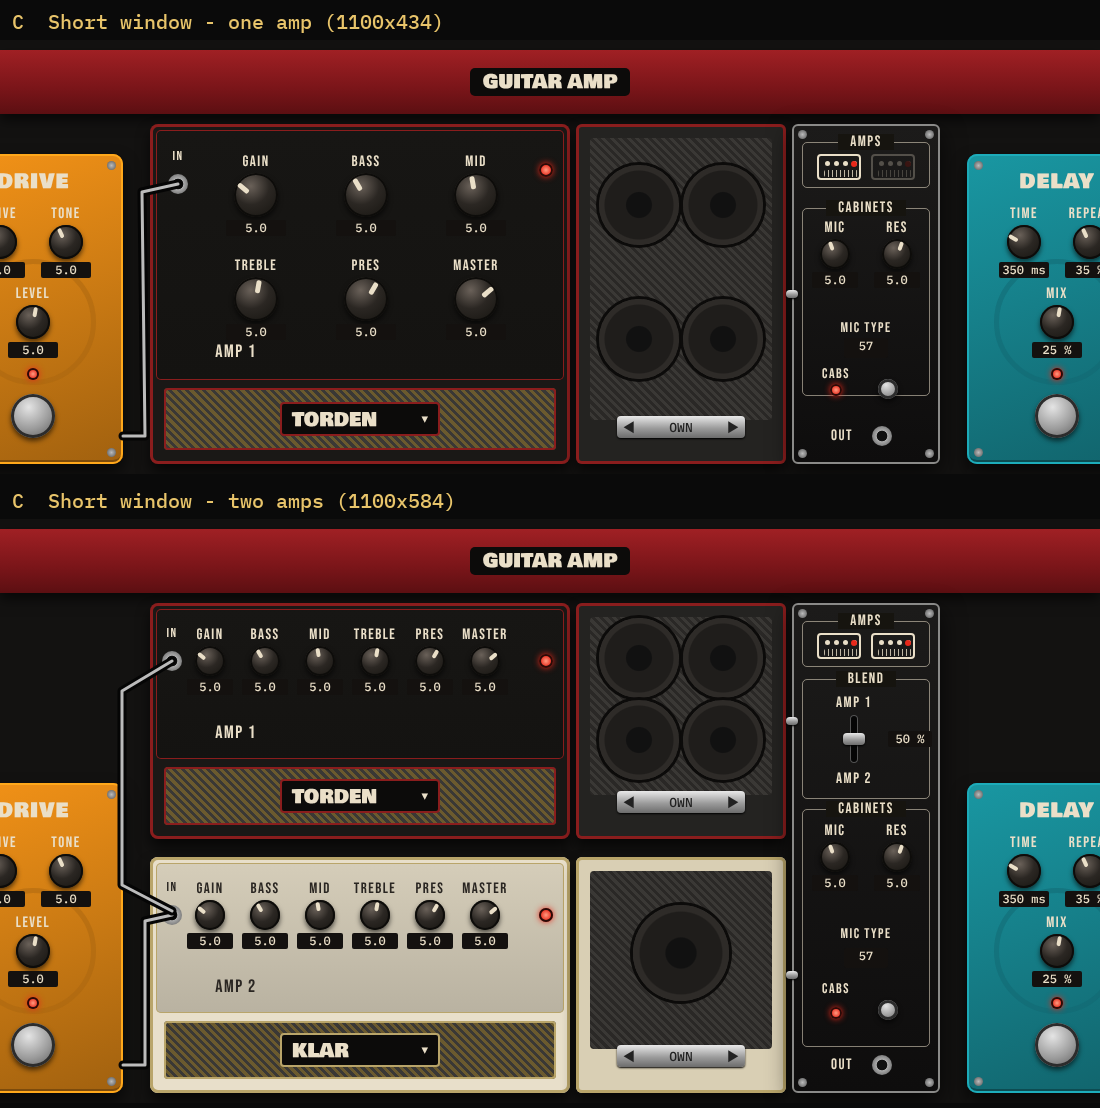 C  Short window - one amp (1100x434)
GUITAR AMP
DRIVE
IVE TONE
.0 5.0
LEVEL
5.0
IN
GAIN BASS MID
5.0 5.0 5.0
TREBLE PRES MASTER
5.0 5.0 5.0
AMP 1
TORDEN
OWN
AMPS
CABINETS
MIC RES
5.0 5.0
MIC TYPE
57
CABS
OUT
DELAY
TIME REPEA
350 ms 35 %
MIX
25 %
C  Short window - two amps (1100x584)
GUITAR AMP
DRIVE
IVE TONE
.0 5.0
LEVEL
5.0
IN GAIN BASS MID TREBLE PRES MASTER
5.0 5.0 5.0 5.0 5.0 5.0
AMP 1
TORDEN
OWN
IN GAIN BASS MID TREBLE PRES MASTER
5.0 5.0 5.0 5.0 5.0 5.0
AMP 2
KLAR
OWN
AMPS
BLEND
AMP 1
50 %
AMP 2
CABINETS
MIC RES
5.0 5.0
MIC TYPE
57
CABS
OUT
DELAY
TIME REPEA
350 ms 35 %
MIX
25 %